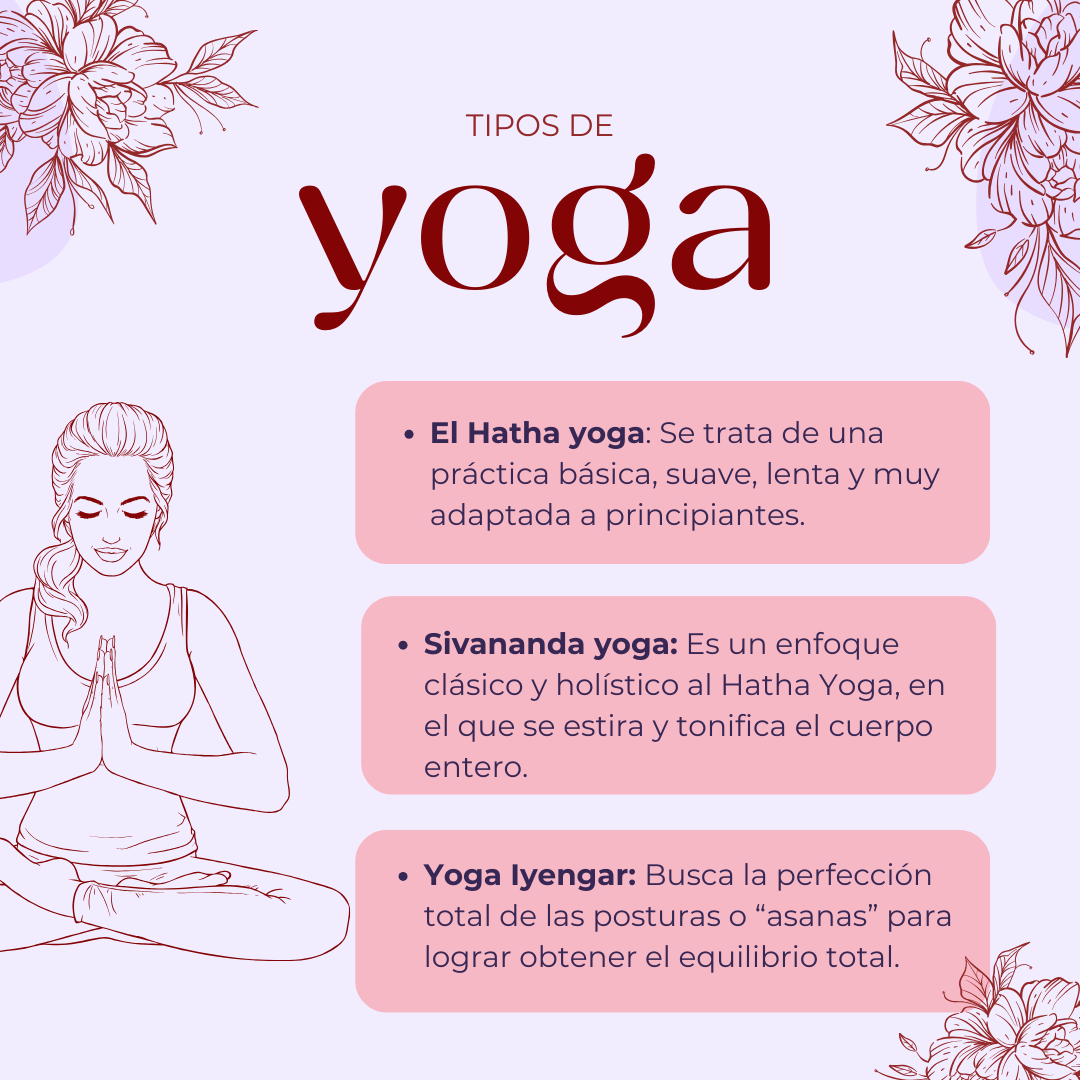 TIPOS DE
yoga
• El Hatha yoga: Se trata de una
práctica básica, suave, lenta y muy
adaptada a principiantes.
• Sivananda yoga: Es un enfoque
clásico y holístico al Hatha Yoga, en
el que se estira y tonifica el cuerpo
entero.
• Yoga Iyengar: Busca la perfección
total de las posturas o “asanas” para
lograr obtener el equilibrio total.